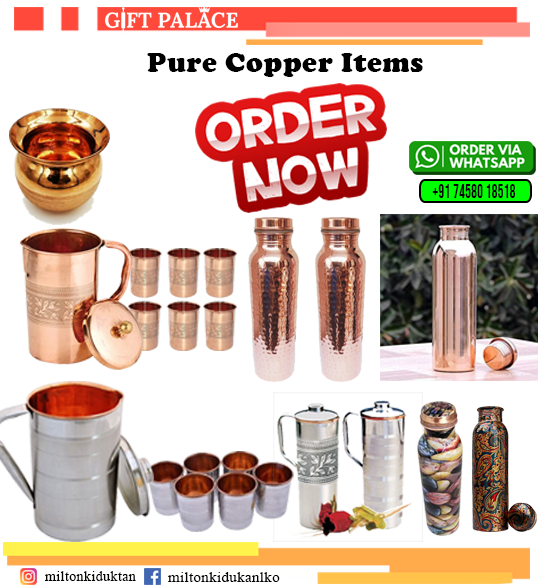 GIFT PALACE
Pure Copper Items
ORDER
NOW
ORDER VIA
WHATSAPP
+91 74580 18518
miltonkiduktan
miltonkidukanlko